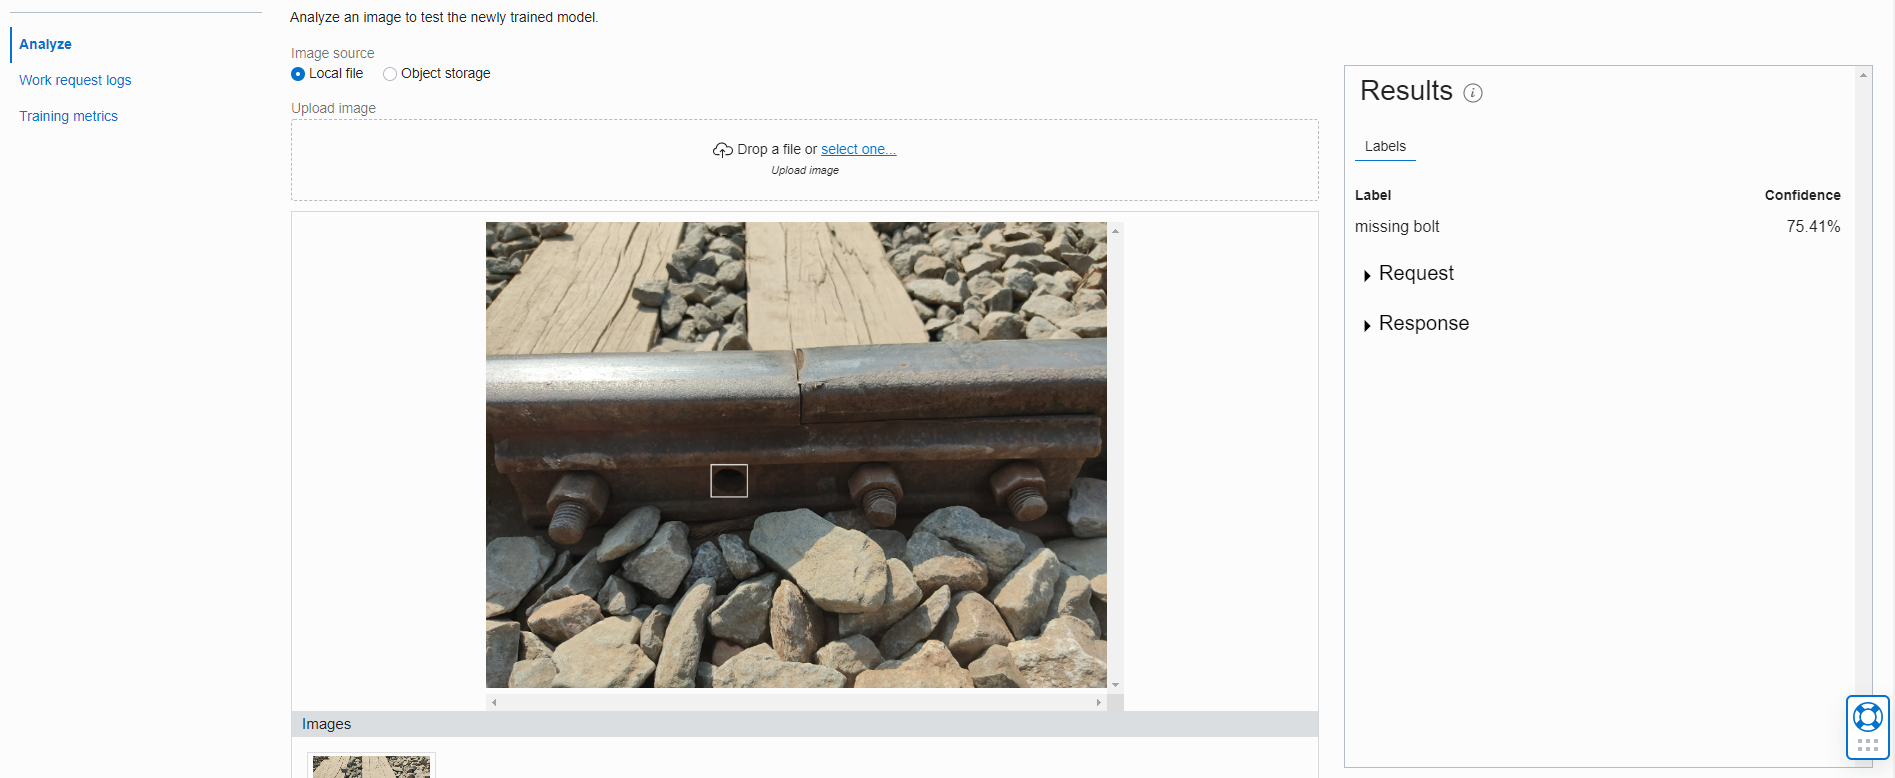 Analyze
Work request logs
Training metrics
Analyze an image to test the newly trained model.
Image source
Local file
Object storage
Upload image
Drop a file or select one...
Upload image
Images
Results
Labels
Label Confidence
missing bolt 75.41%
Request
Response